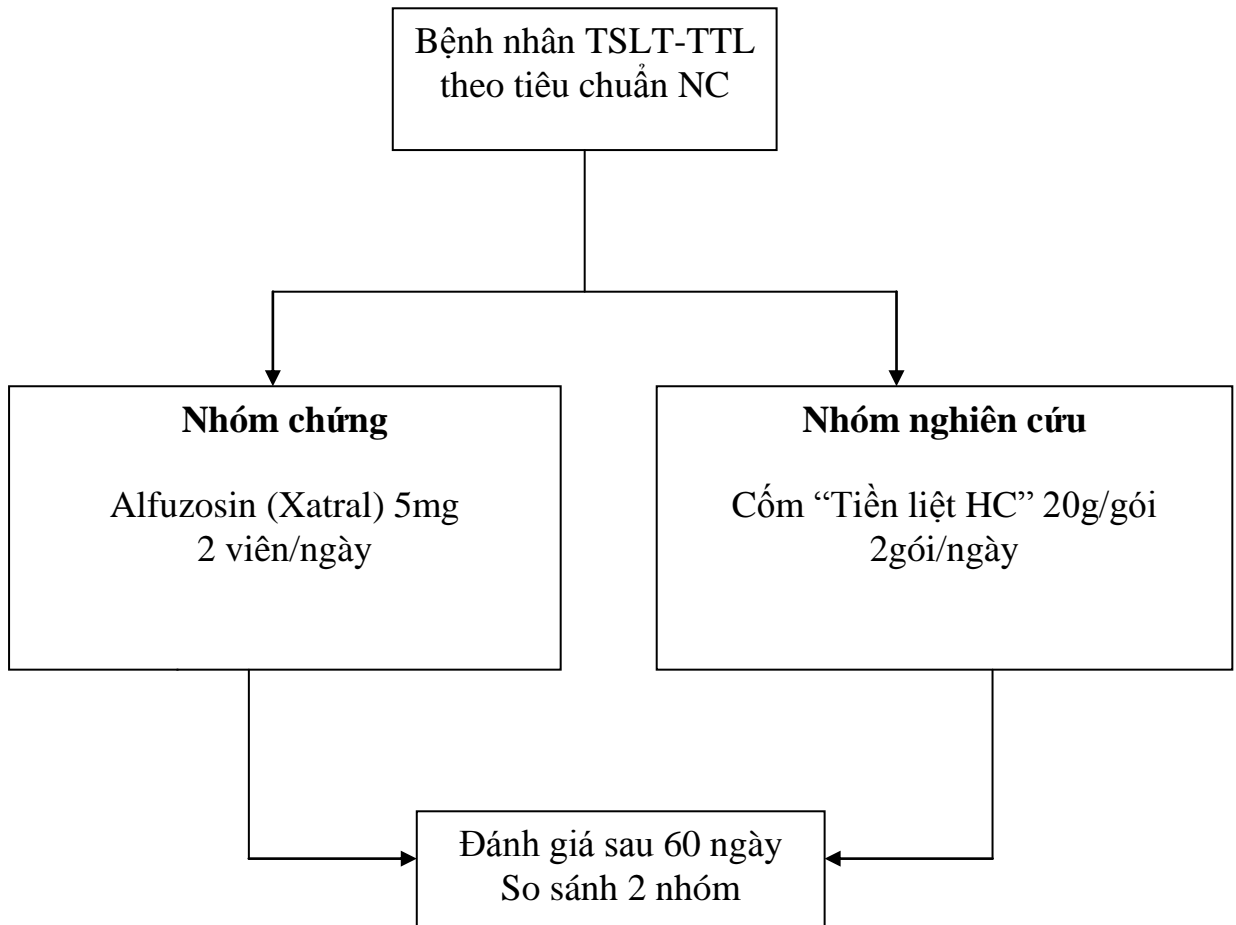 Bệnh nhân TSLT-TTL
theo tiêu chuẩn NC
Nhóm chứng
Alfuzosin (Xatral) 5mg
2 viên/ngày
Nhóm nghiên cứu
Cốm “Tiền liệt HC” 20g/gói
2gói/ngày
Đánh giá sau 60 ngày
So sánh 2 nhóm